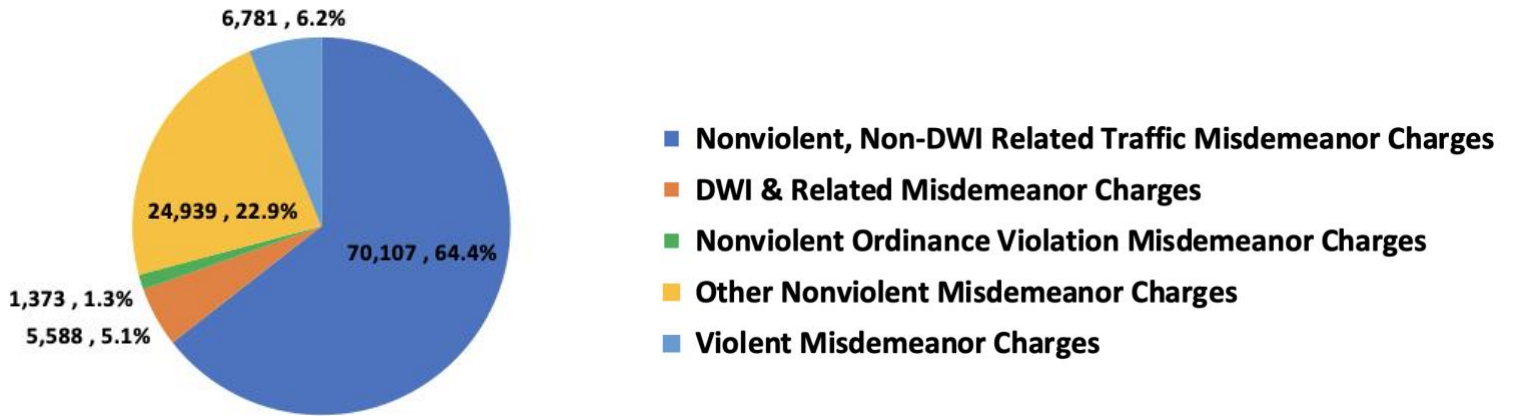 6,781 , 6.2%
24,939 , 22.9%
70,107 , 64.4%
1,373 , 1.3%
5,588 , 5.1%
Nonviolent, Non-DWI Related Traffic Misdemeanor Charges
DWI & Related Misdemeanor Charges
Nonviolent Ordinance Violation Misdemeanor Charges
Other Nonviolent Misdemeanor Charges
Violent Misdemeanor Charges